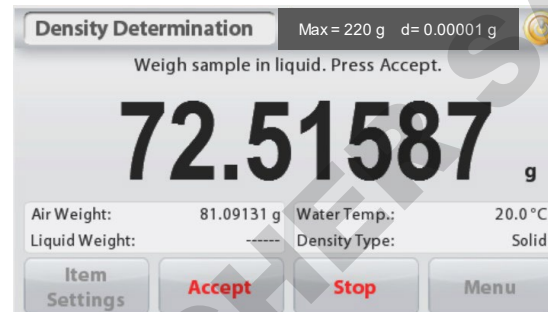 Density Determination Max = 220 g d= 0.00001 g
Weigh sample in liquid. Press Accept.
72.51587 g
Air Weight: 81.09131 g Water Temp.: 20.0 °C
Liquid Weight: ------ Density Type: Solid
Item Settings Accept Stop Menu